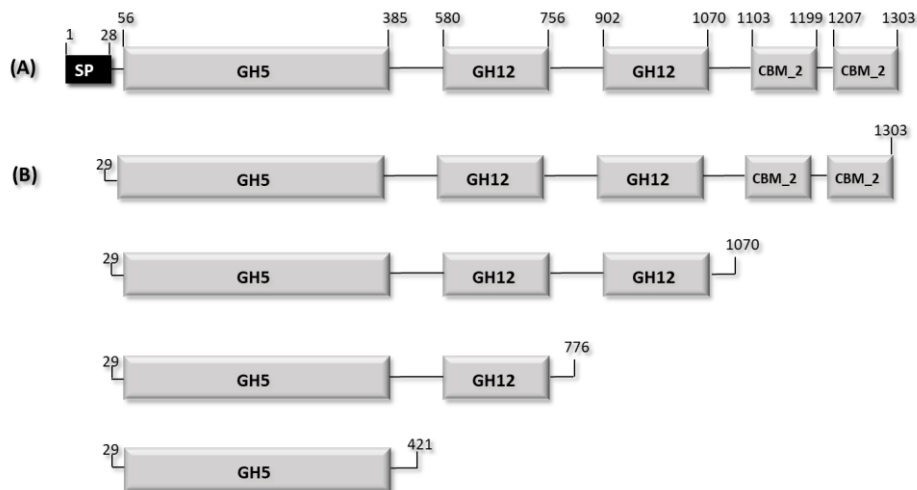 56 385 580 756 902 1070 1103 1199 1207 1303
1 28
(A) SP GH5 GH12 GH12 CBM_2 CBM_2
1303
(B) 29 GH5 GH12 GH12 CBM_2 CBM_2
29 GH5 GH12 GH12 1070
29 GH5 GH12 776
29 GH5 421